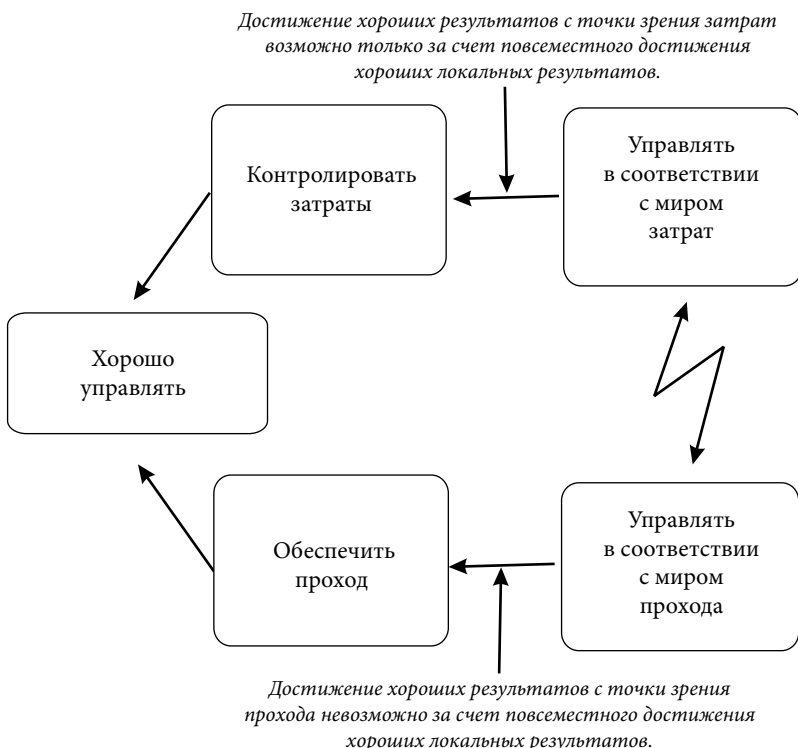 Достижение хороших результатов с точки зрения затрат
возможно только за счет повсеместного достижения
хороших локальных результатов.
Контролировать
затраты
Управлять
в соответствии
с миром
затрат
Хорошо
управлять
Обеспечить
проход
Управлять
в соответствии
с миром
прохода
Достижение хороших результатов с точки зрения
прохода невозможно за счет повсеместного достижения
хороших локальных результатов.